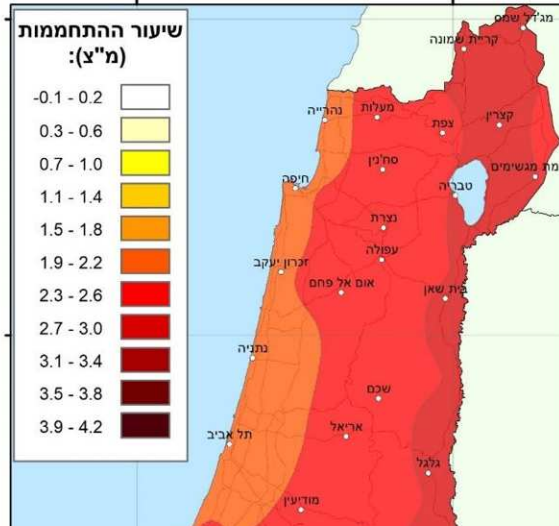 שיעור ההתחממות
(מ"צ):
-0.1 - 0.2
0.3 - 0.6
0.7 - 1.0
1.1 - 1.4
1.5 - 1.8
1.9 - 2.2
2.3 - 2.6
2.7 - 3.0
3.1 - 3.4
3.5 - 3.8
3.9 - 4.2
מג'דל שמס
קריית שמונה
נהרייה
מעלות
צפת
קצרין
סח'נין
חיפה
טבריה
מת מגשימים
נצרת
עפולה
זכרון יעקב
אום אל פחם
בית שאן
נתניה
שכם
תל אביב
אריאל
גלגל
מודיעין